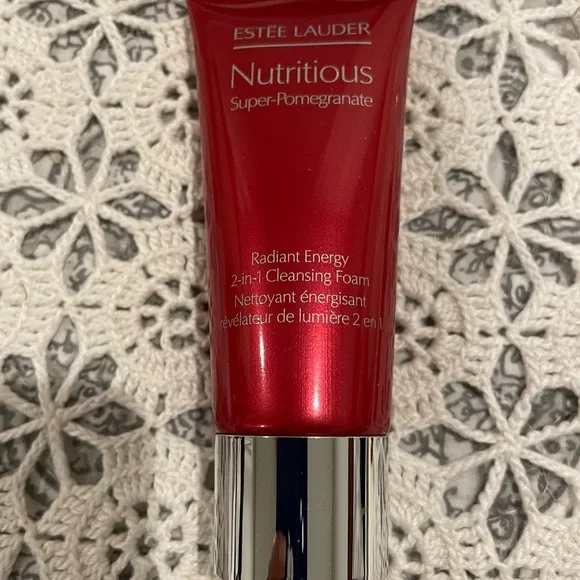 ESTĒE LAUDER
Nutritious
Super-Pomegranate
Radiant Energy
2-in-1 Cleansing Foam
Nettoyant énergisant
révélateur de lumière 2 en 1